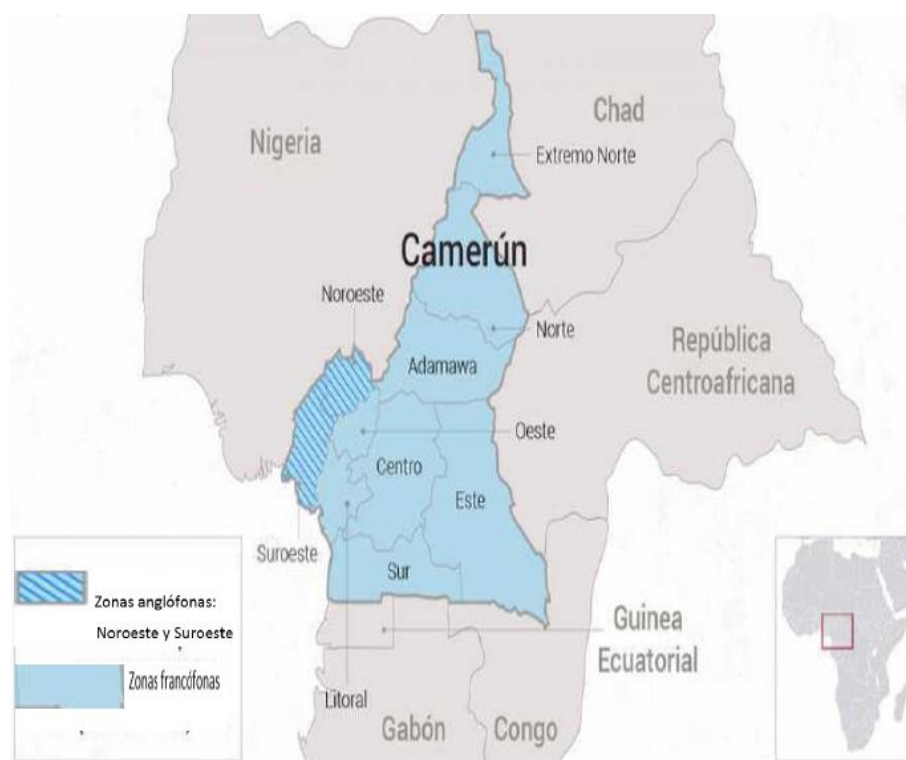 Chad
Nigeria
Extremo Norte
Camerún
Noroeste
Norte
República
Centroafricana
Adamawa
Oeste
Centro
Este
Suroeste
Sur
Zonas anglófonas:
Noroeste y Suroeste
Guinea
Ecuatorial
Zonas francófonas
Litoral
Gabón
Congo